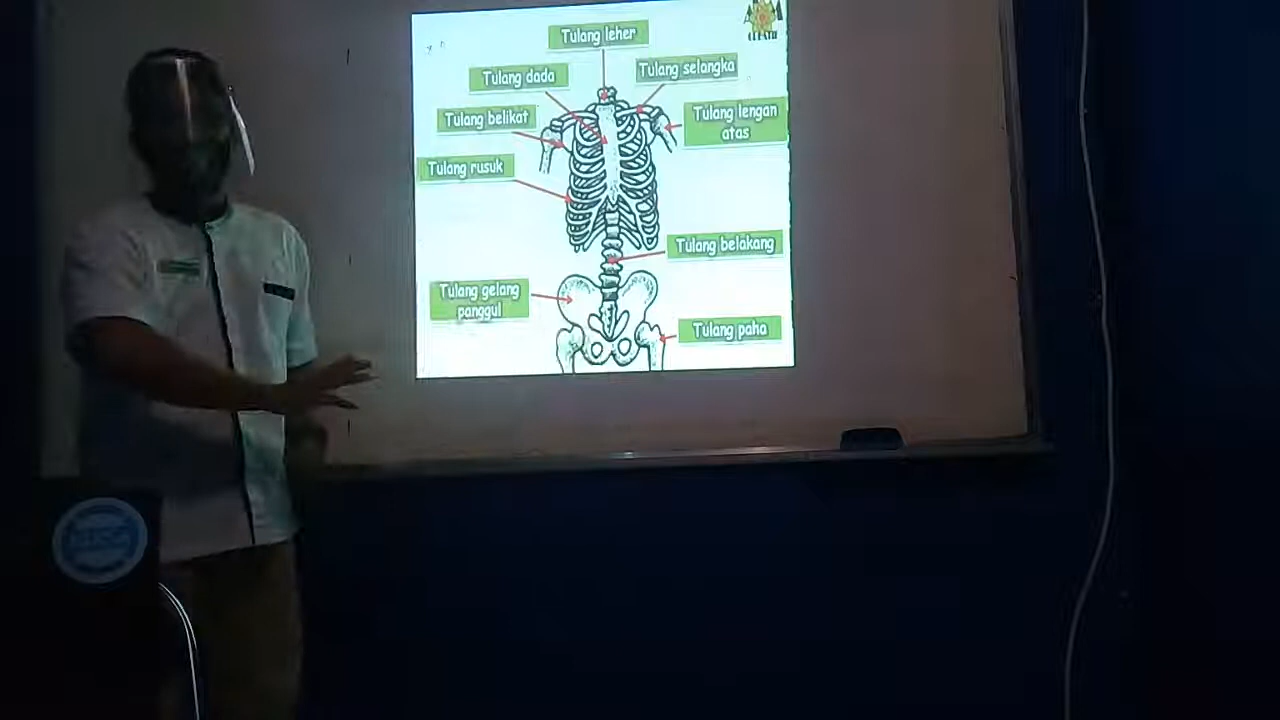 Tulang leher
Tulang dada
Tulang selangka
Tulang belikat
Tulang lengan
atas
Tulang rusuk
Tulang belakang
Tulang gelang
panggul
Tulang paha